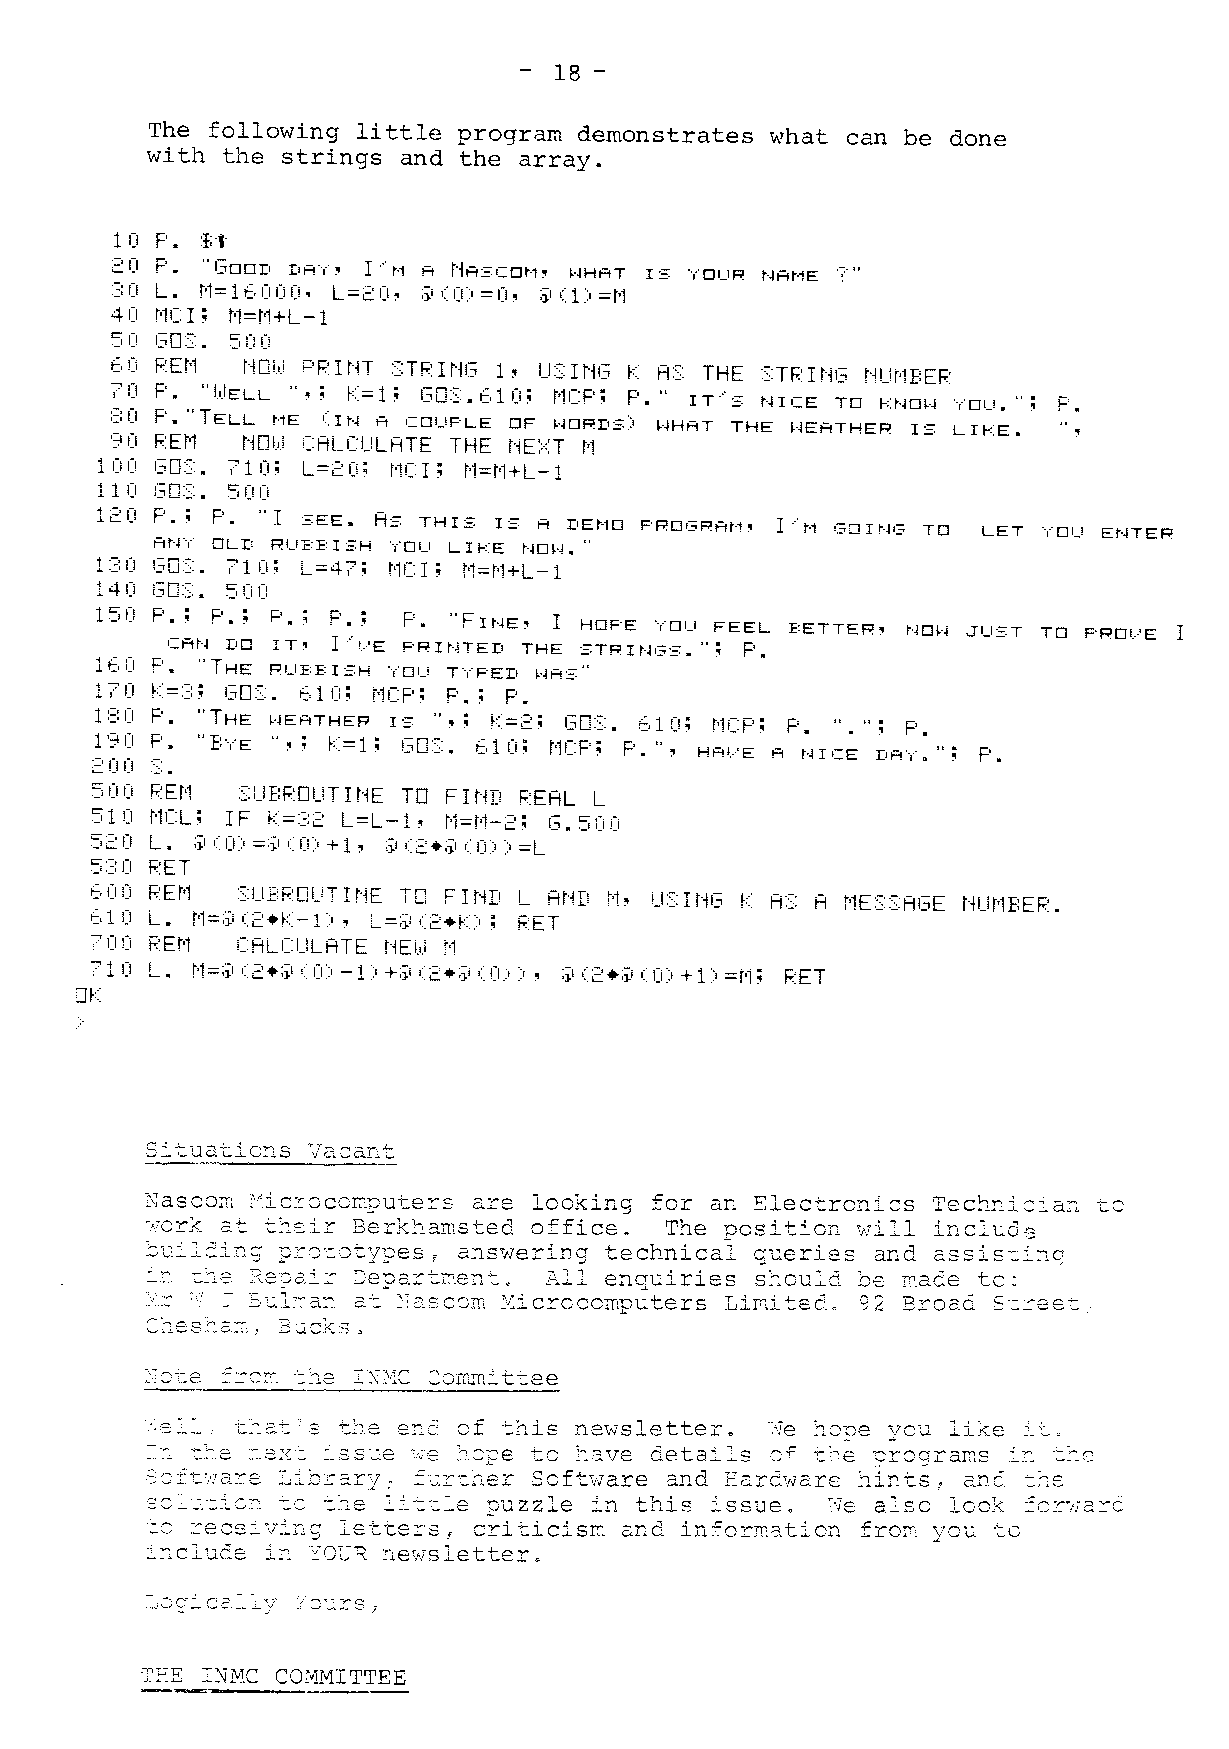 - 18 -
The following little program demonstrates what can be done
with the strings and the array.
10 P. $↑
20 P. "Good day, I'm a Nascom, what is your name ?"
30 L. M=16000, L=20, @(0)=0, @(1)=M
40 MCI; M=M+L-1
50 GOS. 500
60 REM   NOW PRINT STRING 1, USING K AS THE STRING NUMBER
70 P. "Well ",; K=1; GOS.610; MCP; P." it's nice to know you."; P.
80 P."Tell me (in a couple of words) what the weather is like.  ",
90 REM   NOW CALCULATE THE NEXT M
100 GOS. 710; L=20; MCI; M=M+L-1
110 GOS. 500
120 P.; P. "I see. As this is a demo program, I'm going to  let you enter
any old rubbish you like now."
130 GOS. 710; L=47; MCI; M=M+L-1
140 GOS. 500
150 P.; P.; P.; P.;  P. "Fine, I hope you feel better, now just to prove I
can do it, I've printed the strings."; P.
160 P. "The rubbish you typed was"
170 K=3; GOS. 610; MCP; P.; P.
180 P. "The weather is ",; K=2; GOS. 610; MCP; P. "."; P.
190 P. "Bye ",; K=1; GOS. 610; MCP; P.", have a nice day."; P.
200 S.
500 REM   SUBROUTINE TO FIND REAL L
510 MCL; IF K=32 L=L-1, M=M-2; G.500
520 L. @(0)=@(0)+1, @(2*@(0))=L
530 RET
600 REM   SUBROUTINE TO FIND L AND M, USING K AS A MESSAGE NUMBER.
610 L. M=@(2*K-1), L=@(2*K); RET
700 REM   CALCULATE NEW M
710 L. M=@(2*@(0)-1)+@(2*@(0)), @(2*@(0)+1)=M; RET
OK
>
Situations Vacant
Nascom Microcomputers are looking for an Electronics Technician to
work at their Berkhamsted office.  The position will include
building prototypes, answering technical queries and assisting
in the Repair Department.  All enquiries should be made to:
Mr Bulman at Nascom Microcomputers Limited. 92 Broad Street,
Chesham, Bucks.
Note from the INMC Committee
Well, that's the end of this newsletter.  We hope you like it.
In the next issue we hope to have details of the programs in the
Software Library, further Software and Hardware hints, and the
solution to the little puzzle in this issue.  We also look forward
to receiving letters, criticism and information from you to
include in YOUR newsletter.
Logically Yours,
THE INMC COMMITTEE